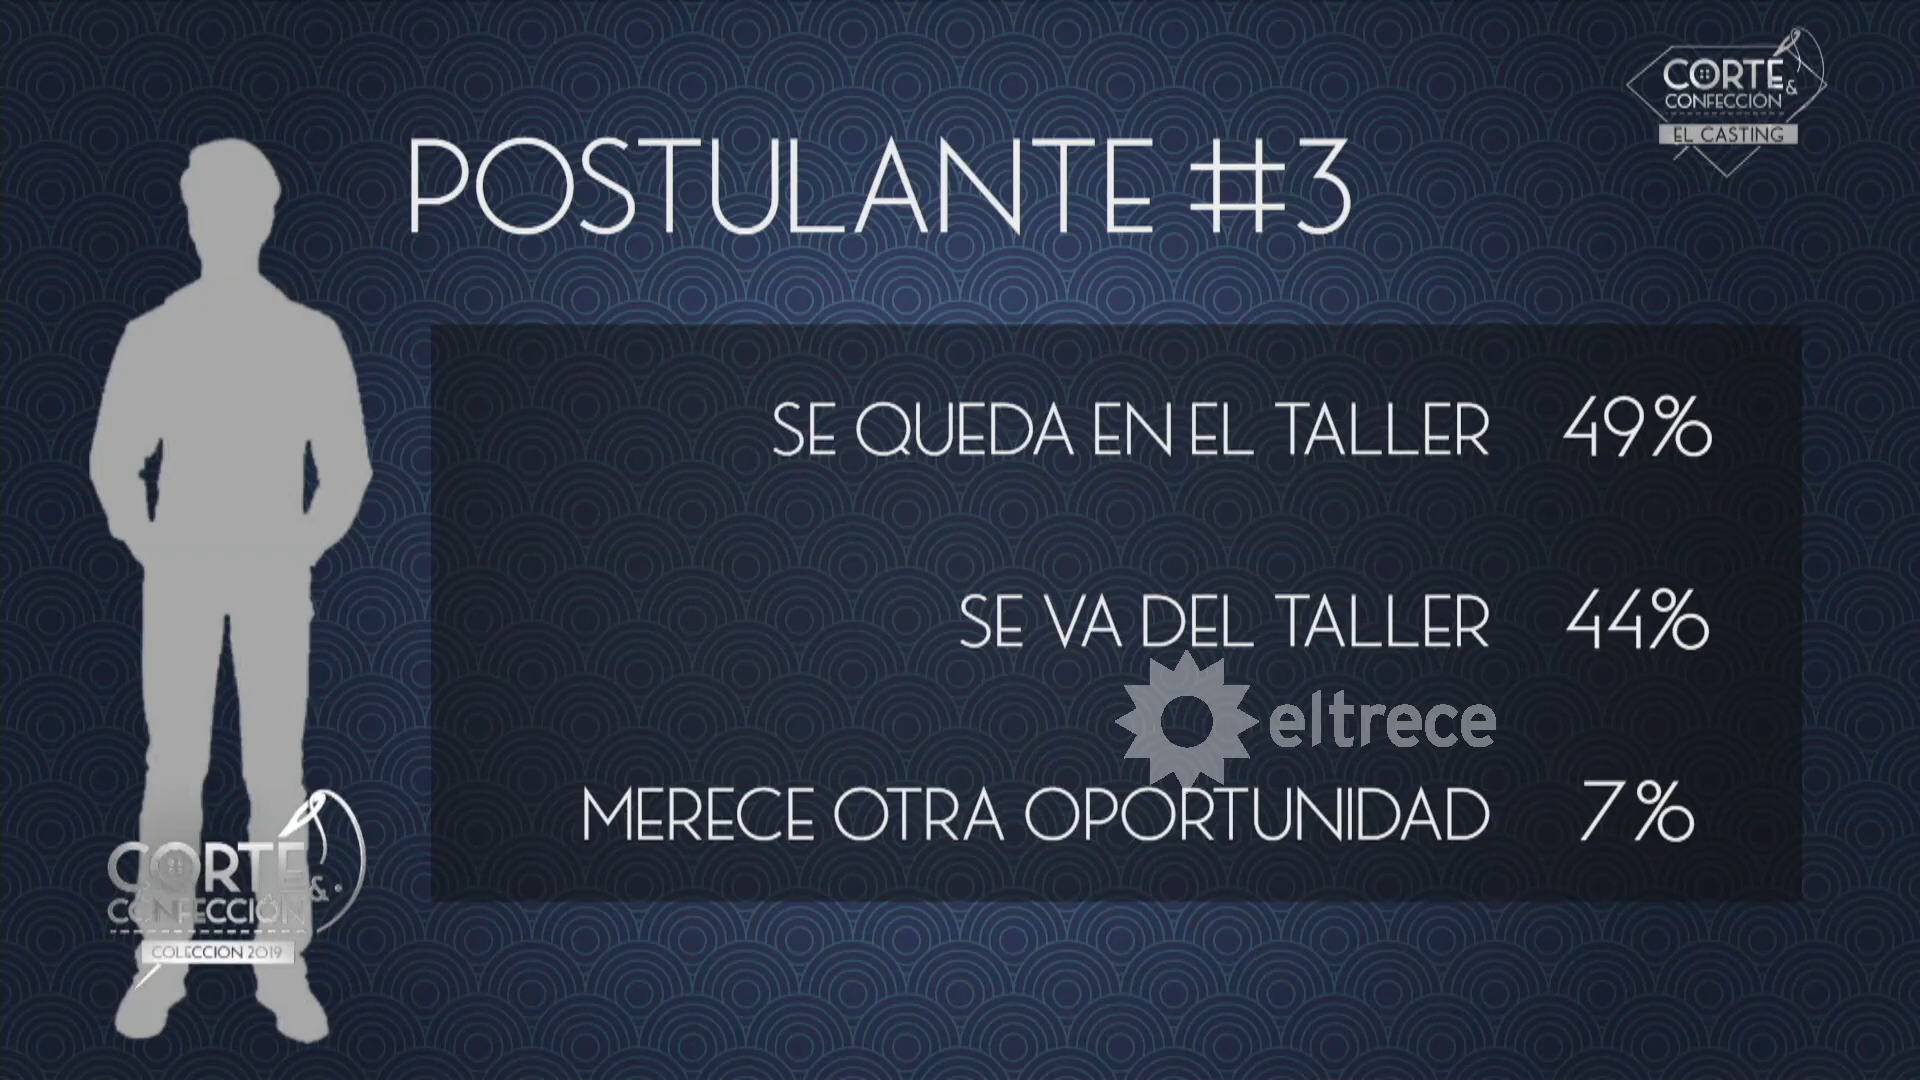 CORTE &
CONFECCIÓN
EL CASTING
POSTULANTE #3
SE QUEDA EN EL TALLER 49%
SE VA DEL TALLER 44%
eltrece
MERECE OTRA OPORTUNIDAD 7%
CORTE &
CONFECCIÓN
COLECCION 2019